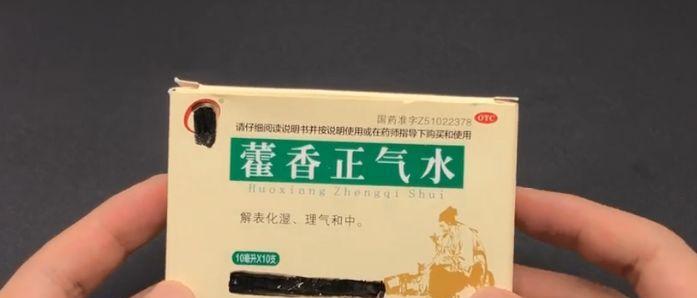 国药准字Z51022378 OTC
请仔细阅读说明书并按说明使用或在药师指导下购买和使用
藿香正气水
Huoxiang Zhengqi Shui
解表化湿、理气和中。
10毫升X10支